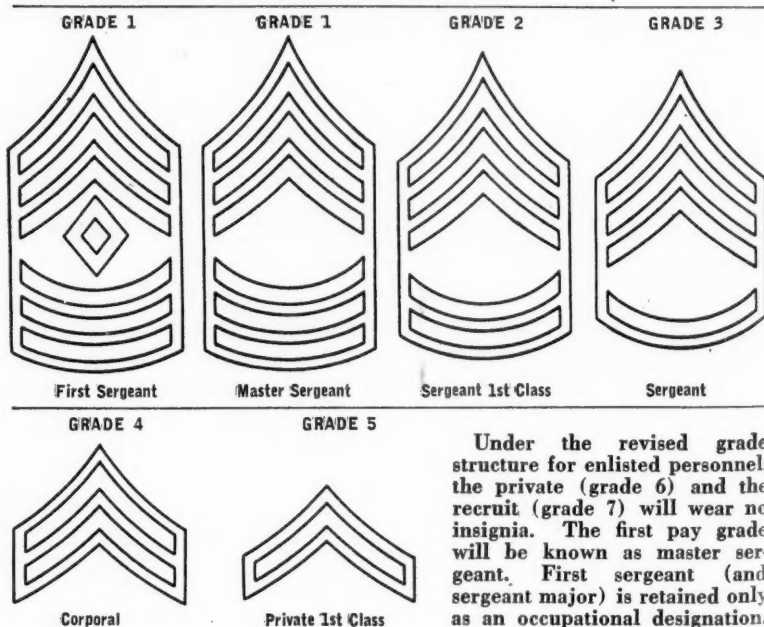 GRADE 1 GRADE 1 GRADE 2 GRADE 3
First Sergeant Master Sergeant Sergeant 1st Class Sergeant
GRADE 4 GRADE 5
Corporal Private 1st Class
Under the revised grade
structure for enlisted personnel
the private (grade 6) and the
recruit (grade 7) will wear no
insignia. The first pay grade
will be known as master ser-
geant. First sergeant (and
sergeant major) is retained only
as an occupational designation.